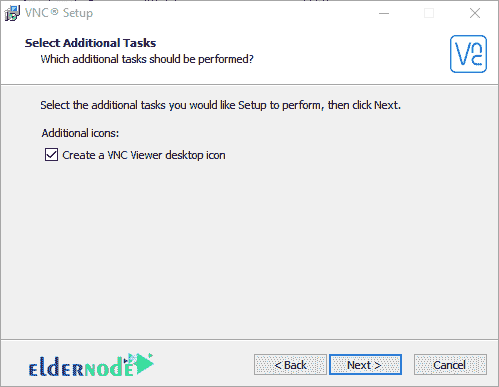 VNC® Setup
Select Additional Tasks
Which additional tasks should be performed?
Select the additional tasks you would like Setup to perform, then click Next.
Additional icons:
Create a VNC Viewer desktop icon
elderNODE
< Back
Next >
Cancel